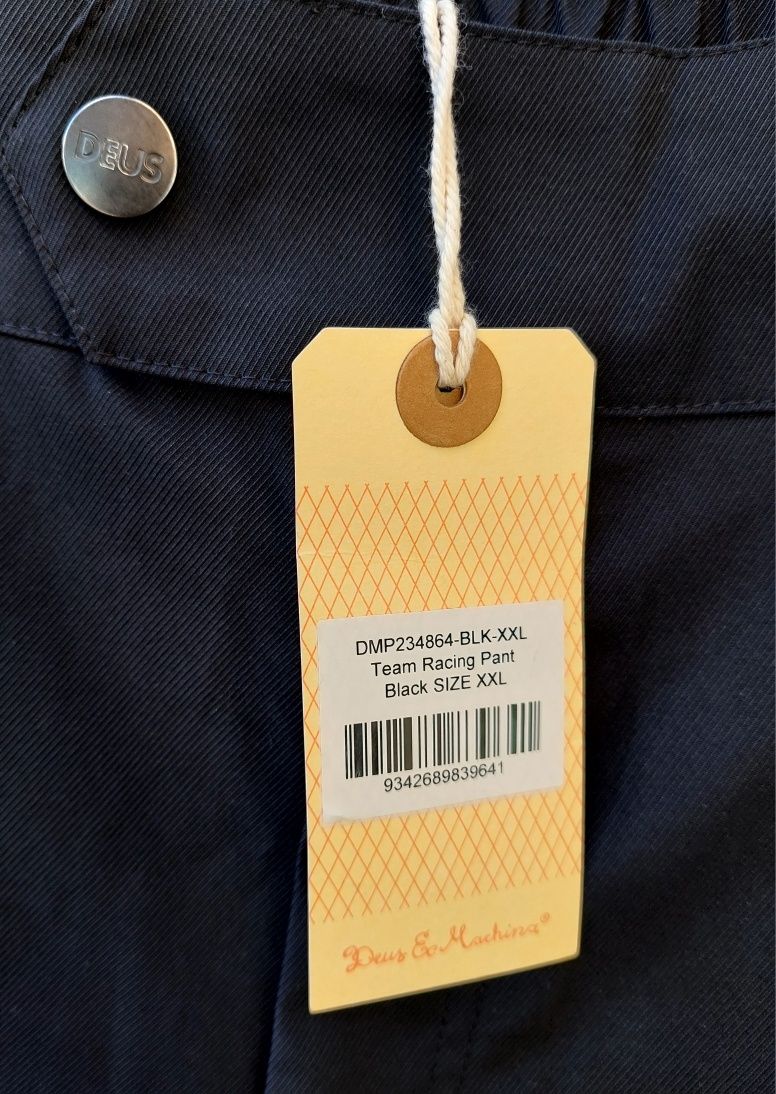 DEUS
DMP234864-BLK-XXL
Team Racing Pant
Black SIZE XXL
9342689839641
Deus Ex Machina®